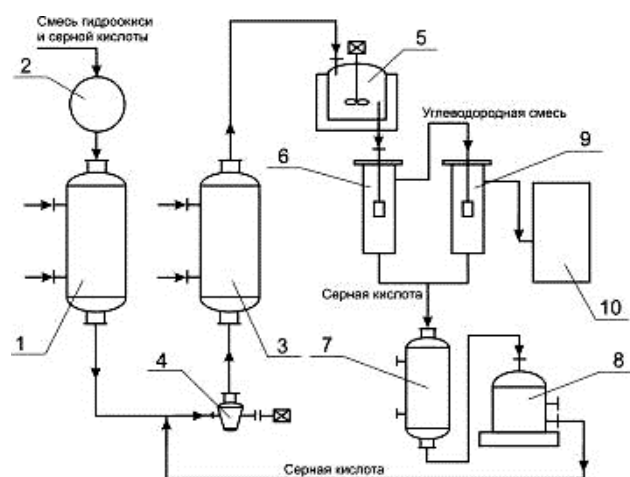 Смесь гидроокиси
и серной кислоты
2
5
Углеводородная смесь
6
9
Серная кислота
10
1
3
7
4
8
Серная кислота